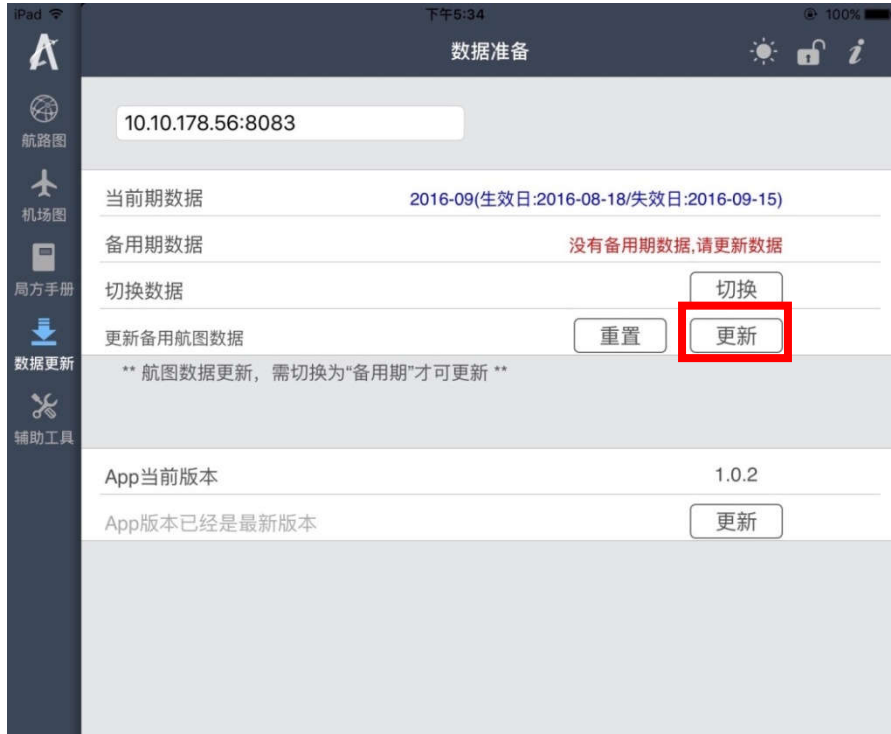 iPad 下午5:34 100%
数据准备
航路图
10.10.178.56:8083
机场图
当前期数据 2016-09(生效日:2016-08-18/失效日:2016-09-15)
备用期数据 没有备用期数据,请更新数据
局方手册
切换数据 切换
更新备用航图数据 重置 更新
数据更新
** 航图数据更新，需切换为“备用期”才可更新 **
辅助工具
App当前版本 1.0.2
App版本已经是最新版本 更新